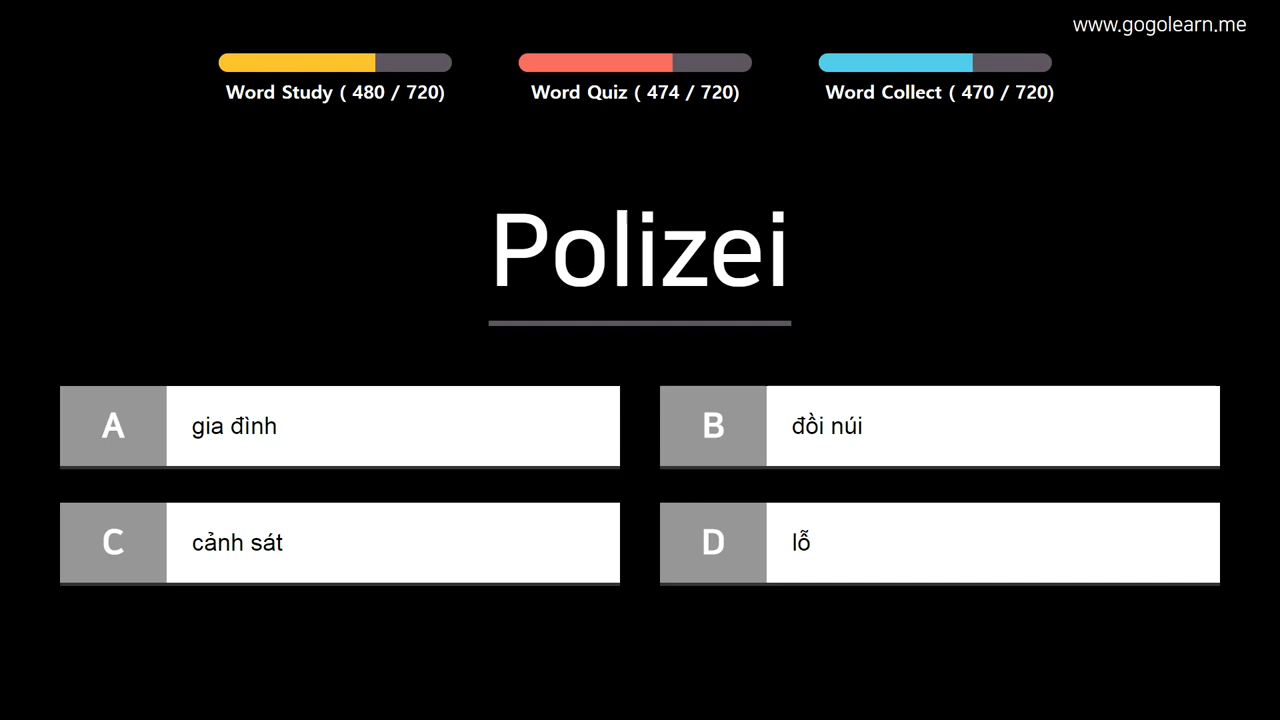 www.gogolearn.me
Word Study ( 480 / 720)
Word Quiz ( 474 / 720)
Word Collect ( 470 / 720)
Polizei
A gia đình
B đồi núi
C cảnh sát
D lỗ